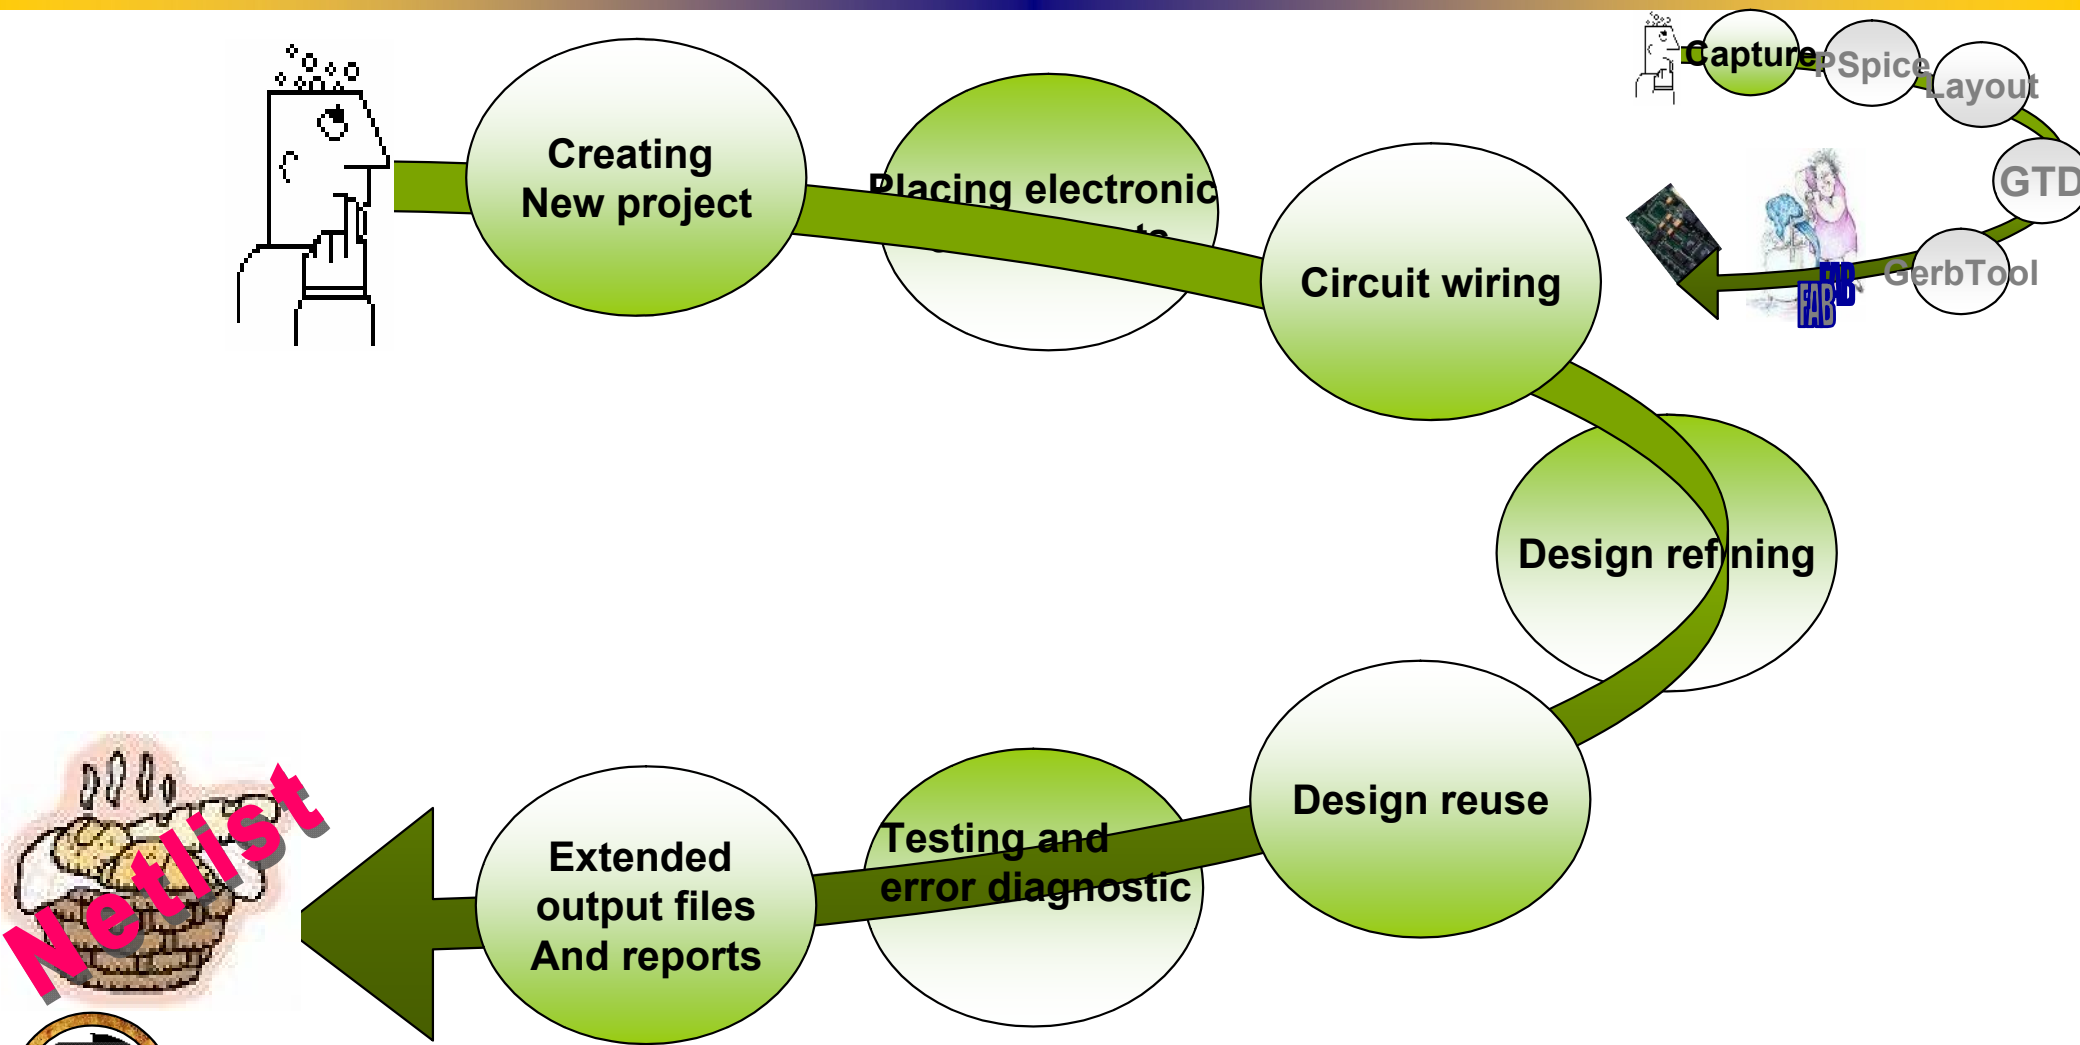 Creating
New project
Placing electronic
Circuit wiring
Design refining
Design reuse
Testing and
error diagnostic
Extended
output files
And reports
Netlist
Capture
PSpice
Layout
GTD
GerbTool
FAB
FAB